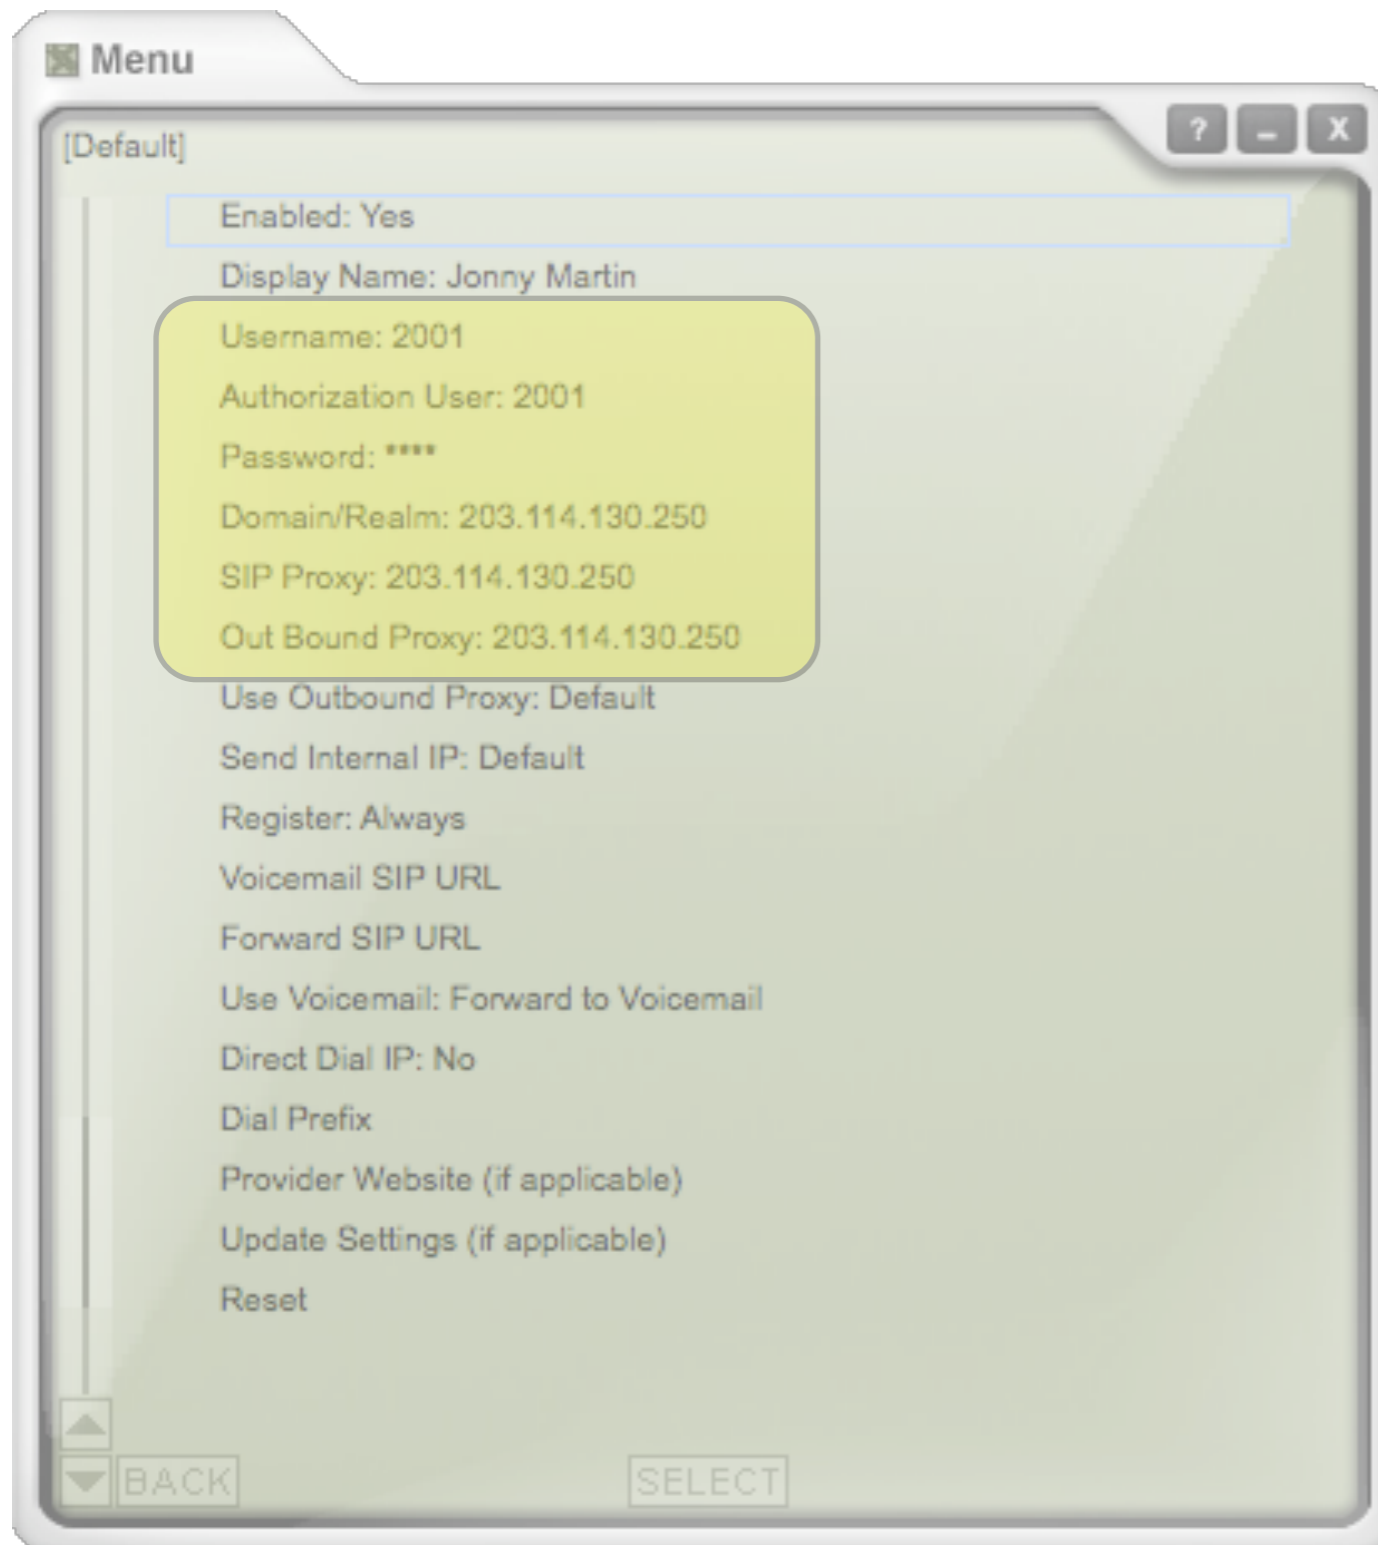 Menu
? – X
[Default]
Enabled: Yes
Display Name: Jonny Martin
Username: 2001
Authorization User: 2001
Password: ****
Domain/Realm: 203.114.130.250
SIP Proxy: 203.114.130.250
Out Bound Proxy: 203.114.130.250
Use Outbound Proxy: Default
Send Internal IP: Default
Register: Always
Voicemail SIP URL
Forward SIP URL
Use Voicemail: Forward to Voicemail
Direct Dial IP: No
Dial Prefix
Provider Website (if applicable)
Update Settings (if applicable)
Reset
BACK SELECT